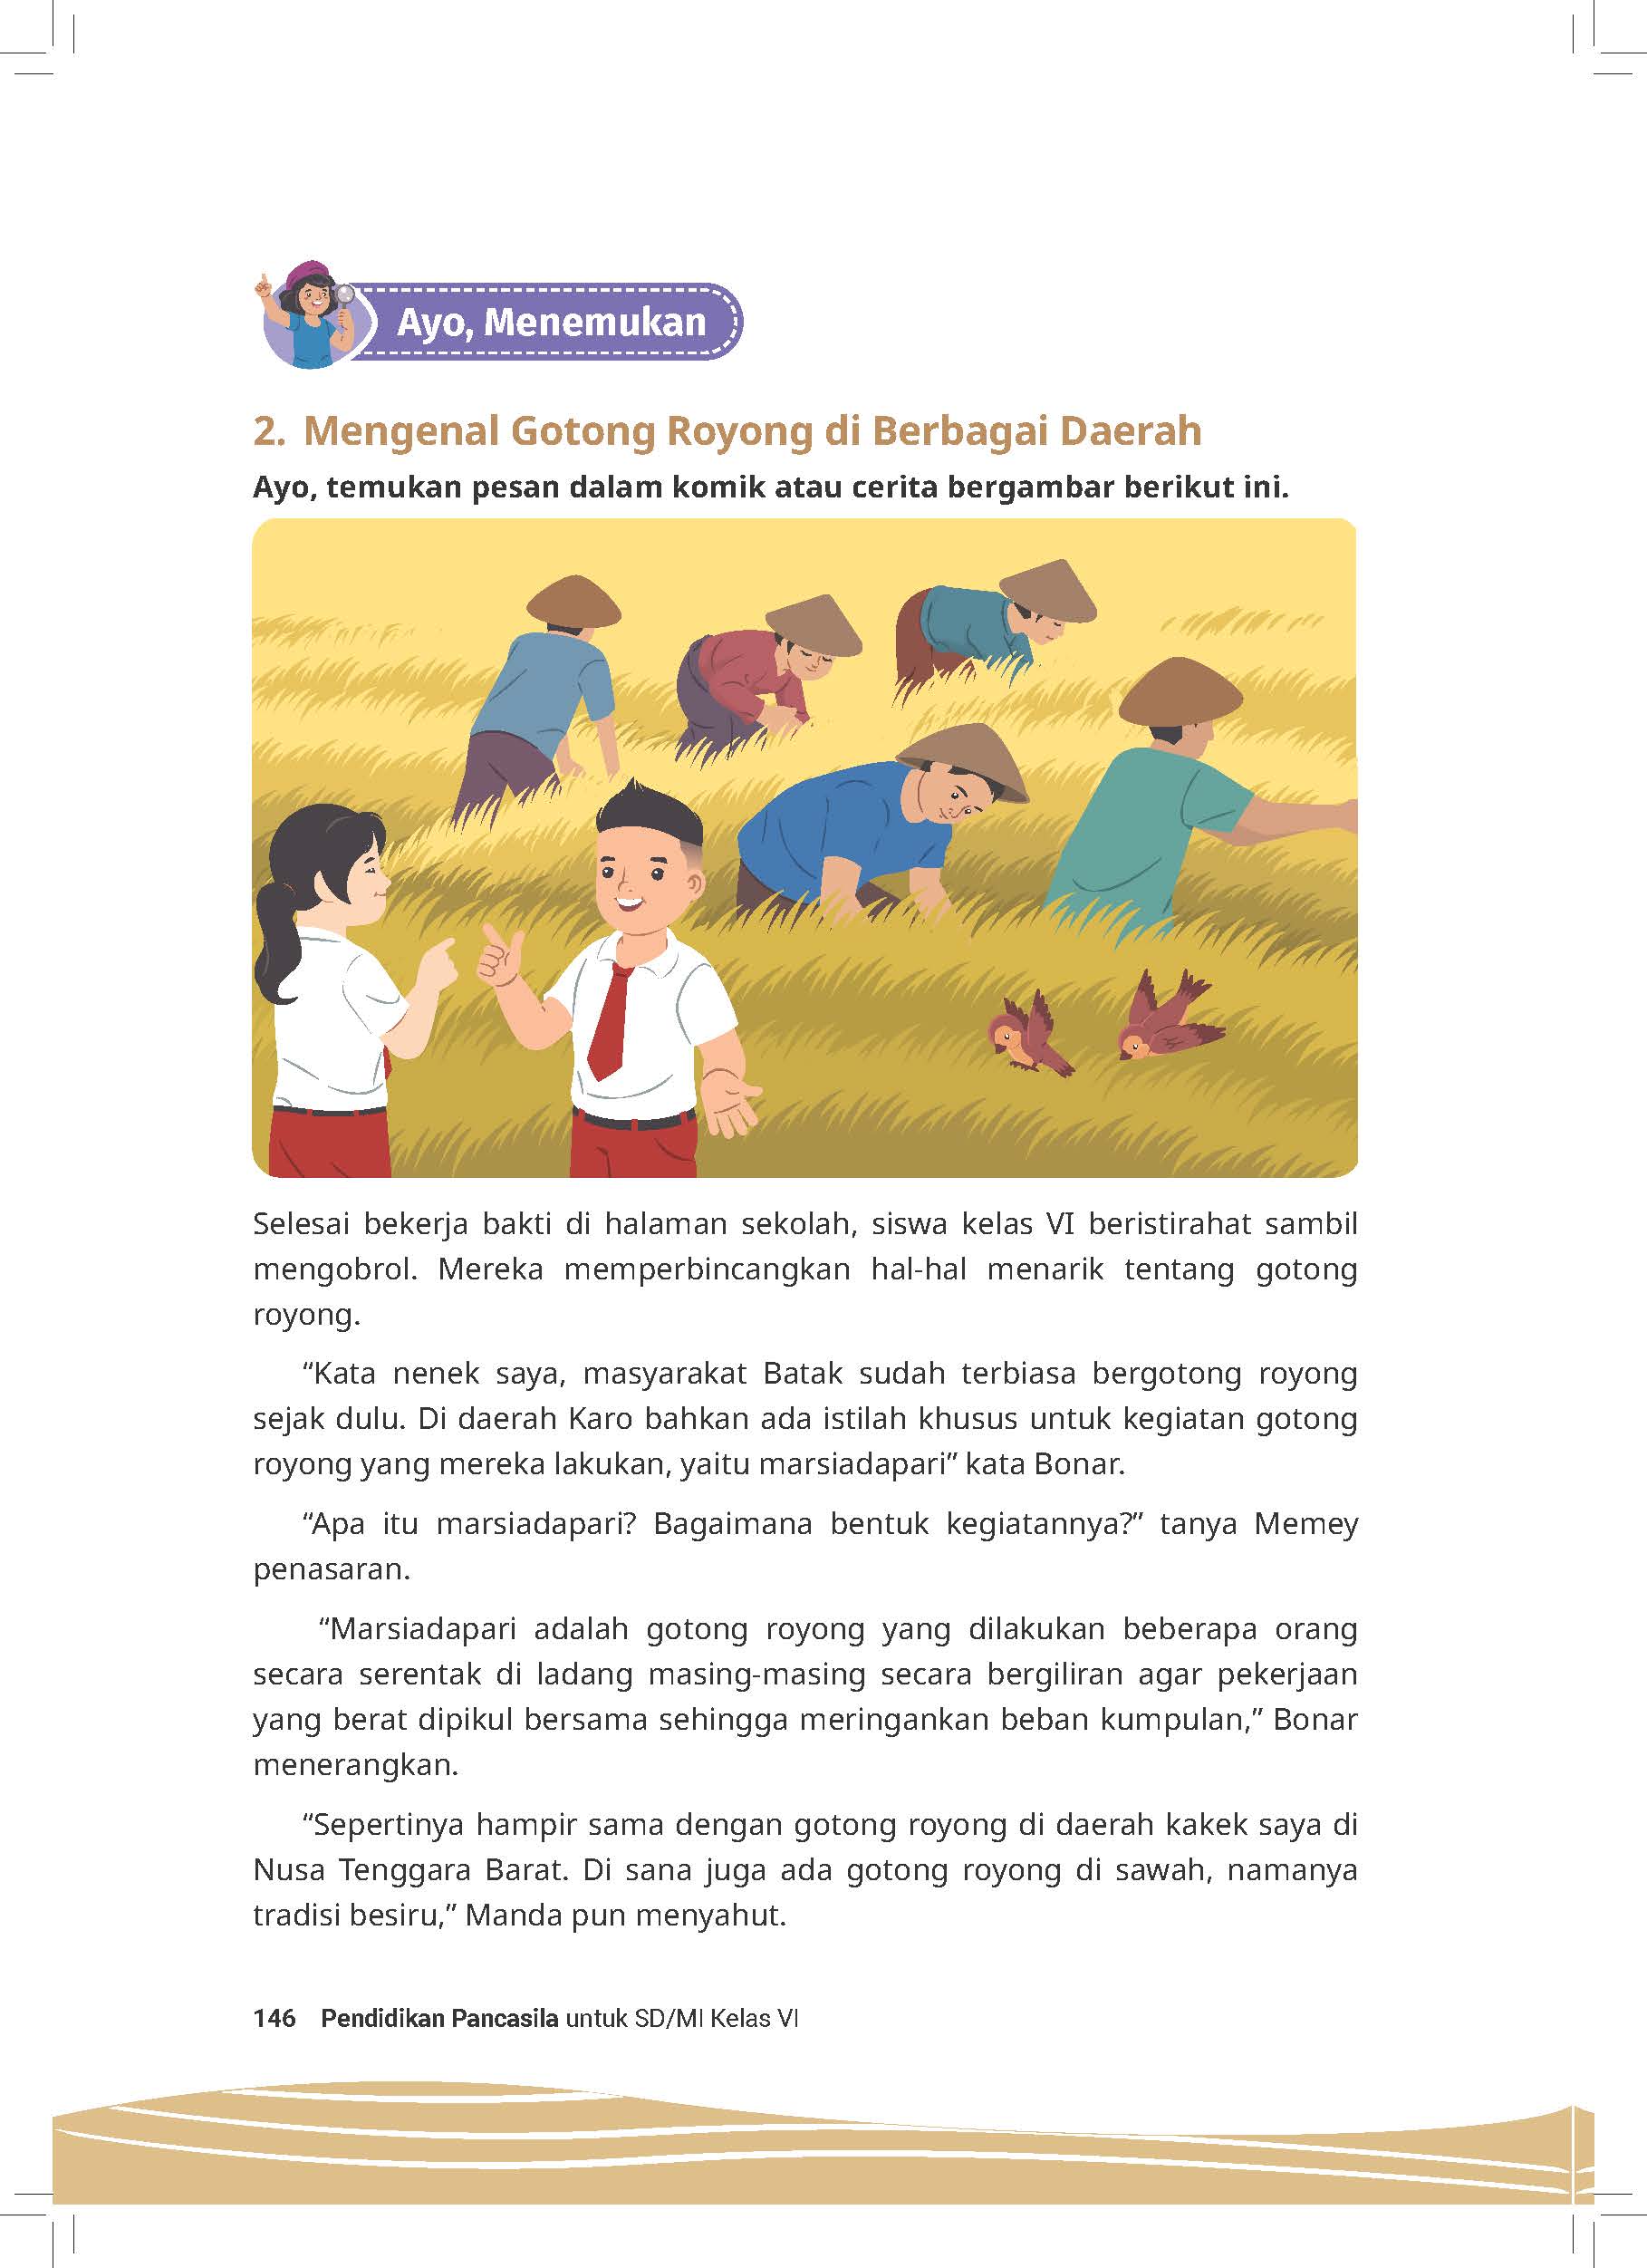 Ayo, Menemukan
2. Mengenal Gotong Royong di Berbagai Daerah
Ayo, temukan pesan dalam komik atau cerita bergambar berikut ini.
Selesai bekerja bakti di halaman sekolah, siswa kelas VI beristirahat sambil
mengobrol. Mereka memperbincangkan hal-hal menarik tentang gotong
royong.
“Kata nenek saya, masyarakat Batak sudah terbiasa bergotong royong
sejak dulu. Di daerah Karo bahkan ada istilah khusus untuk kegiatan gotong
royong yang mereka lakukan, yaitu marsiadapari” kata Bonar.
“Apa itu marsiadapari? Bagaimana bentuk kegiatannya?” tanya Memey
penasaran.
“Marsiadapari adalah gotong royong yang dilakukan beberapa orang
secara serentak di ladang masing-masing secara bergiliran agar pekerjaan
yang berat dipikul bersama sehingga meringankan beban kumpulan,” Bonar
menerangkan.
“Sepertinya hampir sama dengan gotong royong di daerah kakek saya di
Nusa Tenggara Barat. Di sana juga ada gotong royong di sawah, namanya
tradisi besiru,” Manda pun menyahut.
146 Pendidikan Pancasila untuk SD/MI Kelas VI